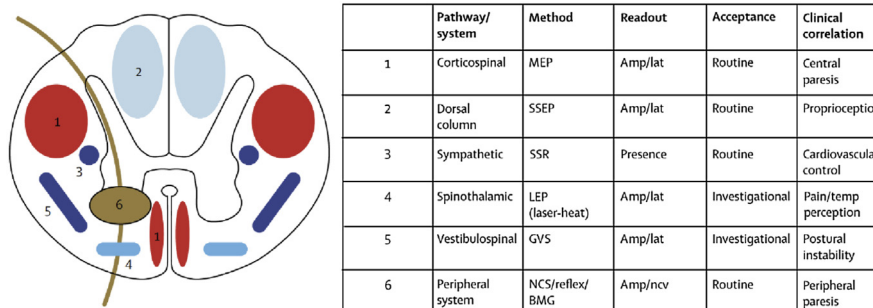 Pathway/ system Method Readout Acceptance Clinical correlation
1 Corticospinal MEP Amp/lat Routine Central paresis
2 Dorsal column SSEP Amp/lat Routine Proprioceptio
3 Sympathetic SSR Presence Routine Cardiovascula control
4 Spinothalamic LEP (laser-heat) Amp/lat Investigational Pain/temp perception
5 Vestibulospinal GVS Amp/lat Investigational Postural instability
6 Peripheral system NCS/reflex/ BMG Amp/ncv Routine Peripheral paresis
2
1
3
5
6
1
4